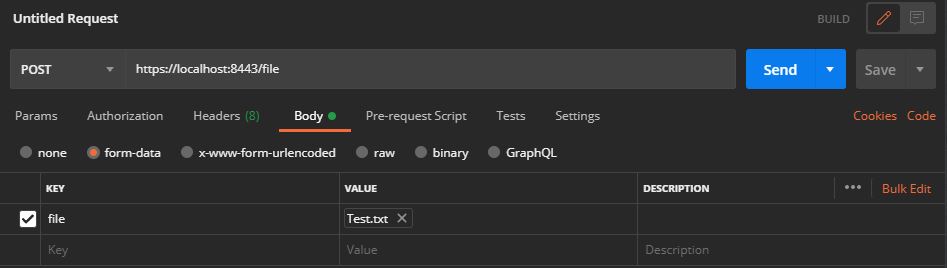 Untitled Request BUILD
POST https://localhost:8443/file Send Save
Params Authorization Headers (8) Body Pre-request Script Tests Settings Cookies Code
none form-data x-www-form-urlencoded raw binary GraphQL
KEY VALUE DESCRIPTION ••• Bulk Edit
file Test.txt
Key Value Description